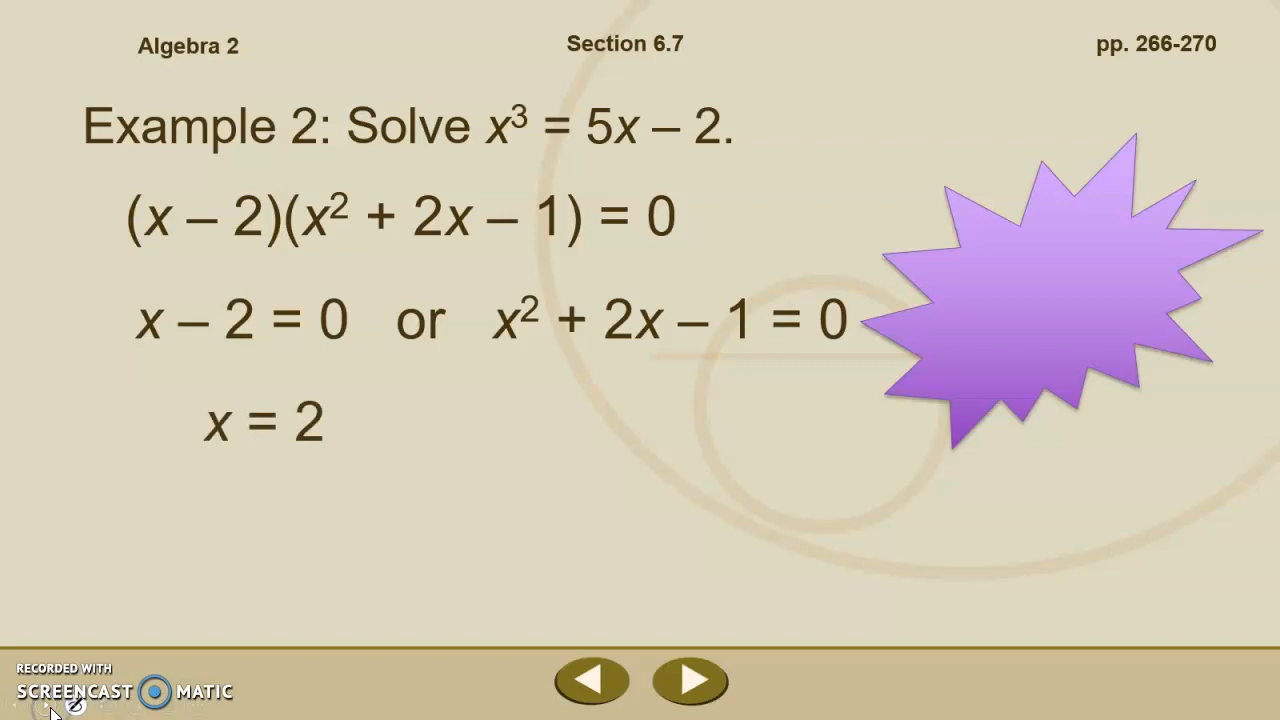 Algebra 2 Section 6.7 pp. 266-270
Example 2: Solve x³ = 5x – 2.
(x – 2)(x² + 2x – 1) = 0
x – 2 = 0 or x² + 2x – 1 = 0
x = 2
RECORDED WITH
SCREENCAST MATIC